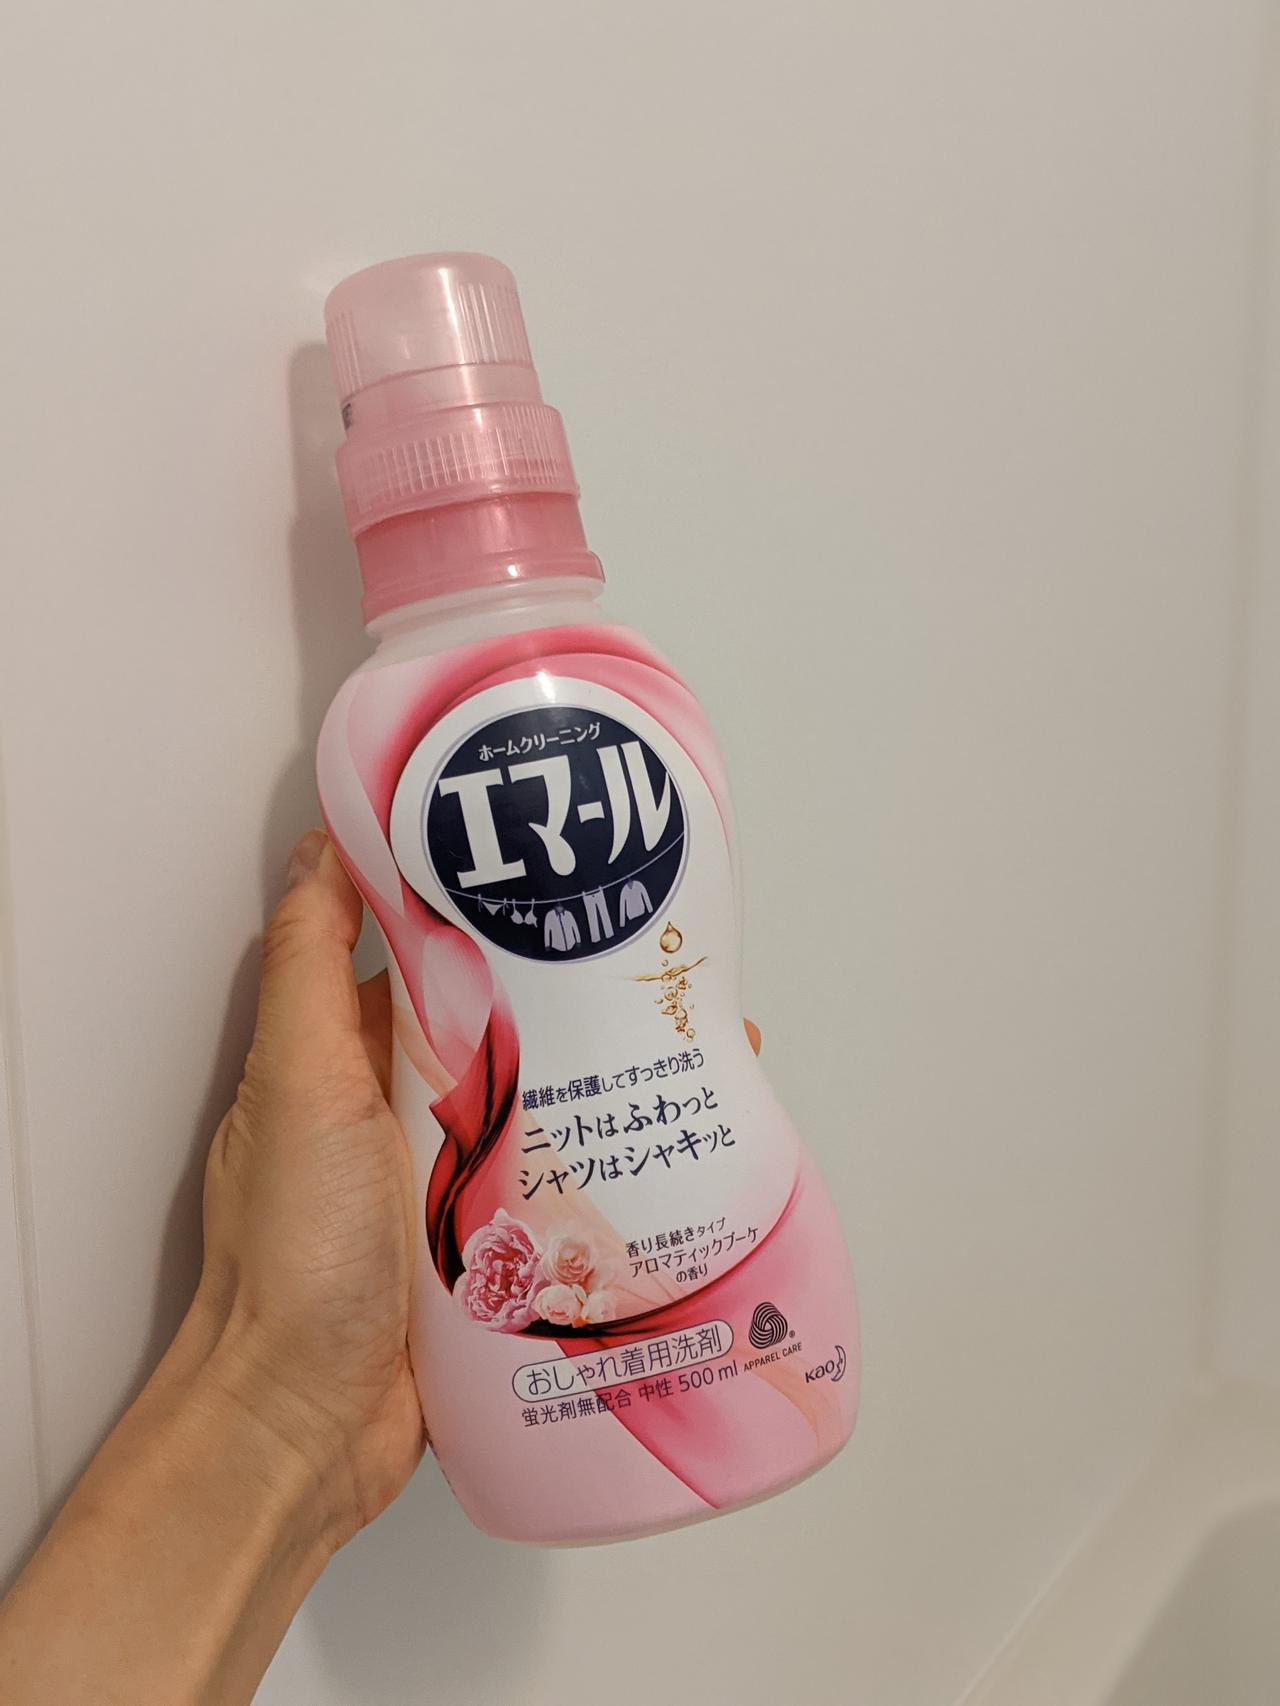 ホームクリーニング
エマール
繊維を保護してすっきり洗う
ニットはふわっと
シャツはシャキッと
香り長続きタイプ
アロマティックブーケ
の香り
おしゃれ着用洗剤
蛍光剤無配合 中性 500 ml
APPAREL CARE
Kao